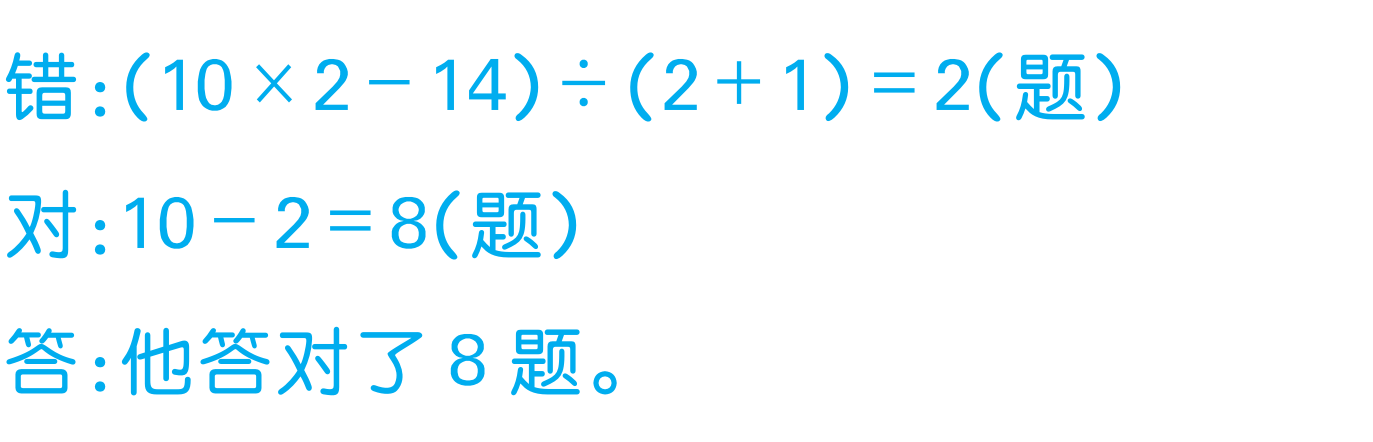 错:(10×2-14)÷(2+1)=2(题)
对:10-2=8(题)
答:他答对了 8 题。